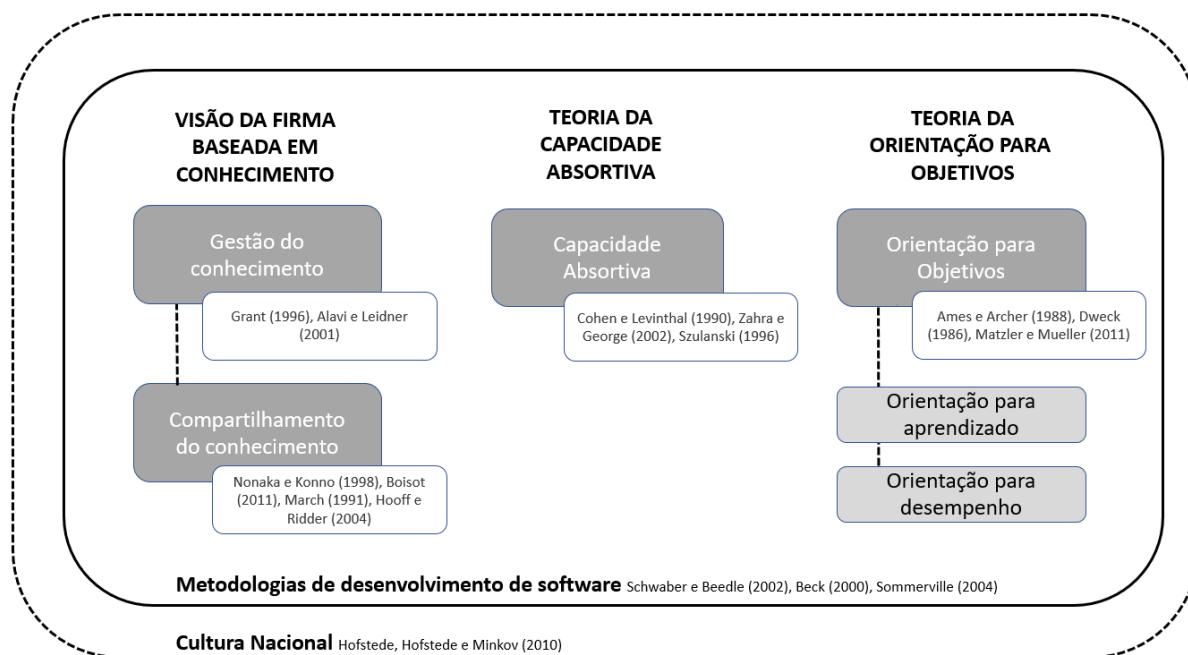 VISÃO DA FIRMA
BASEADA EM
CONHECIMENTO
Gestão do
conhecimento
Grant (1996), Alavi e Leidner
(2001)
Compartilhamento
do conhecimento
Nonaka e Konno (1998), Boisot
(2011), March (1991), Hooff e
Ridder (2004)
TEORIA DA
CAPACIDADE
ABSORTIVA
Capacidade
Absortiva
Cohen e Levinthal (1990), Zahra e
George (2002), Szulanski (1996)
TEORIA DA
ORIENTAÇÃO PARA
OBJETIVOS
Orientação para
Objetivos
Ames e Archer (1988), Dweck
(1986), Matzler e Mueller (2011)
Orientação para
aprendizado
Orientação para
desempenho
Metodologias de desenvolvimento de software Schwaber e Beedle (2002), Beck (2000), Sommerville (2004)
Cultura Nacional Hofstede, Hofstede e Minkov (2010)